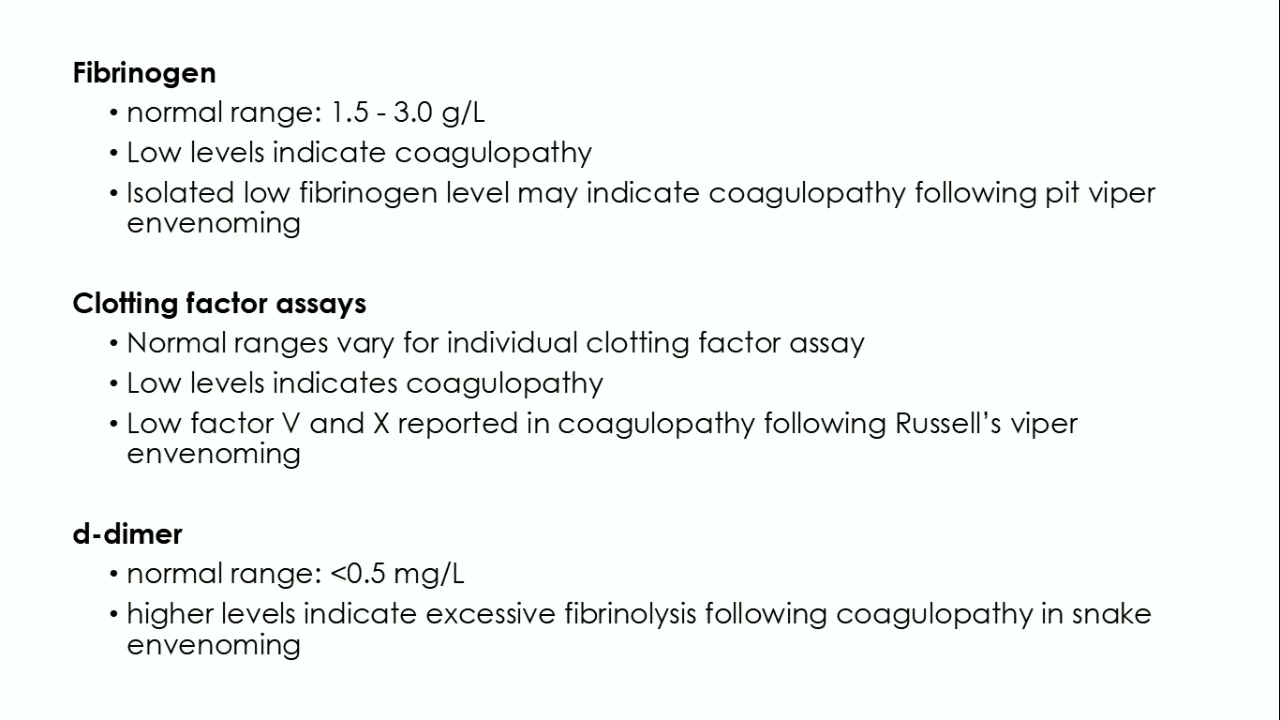 Fibrinogen
• normal range: 1.5 - 3.0 g/L
• Low levels indicate coagulopathy
• Isolated low fibrinogen level may indicate coagulopathy following pit viper
envenoming
Clotting factor assays
• Normal ranges vary for individual clotting factor assay
• Low levels indicates coagulopathy
• Low factor V and X reported in coagulopathy following Russell’s viper
envenoming
d-dimer
• normal range: <0.5 mg/L
• higher levels indicate excessive fibrinolysis following coagulopathy in snake
envenoming